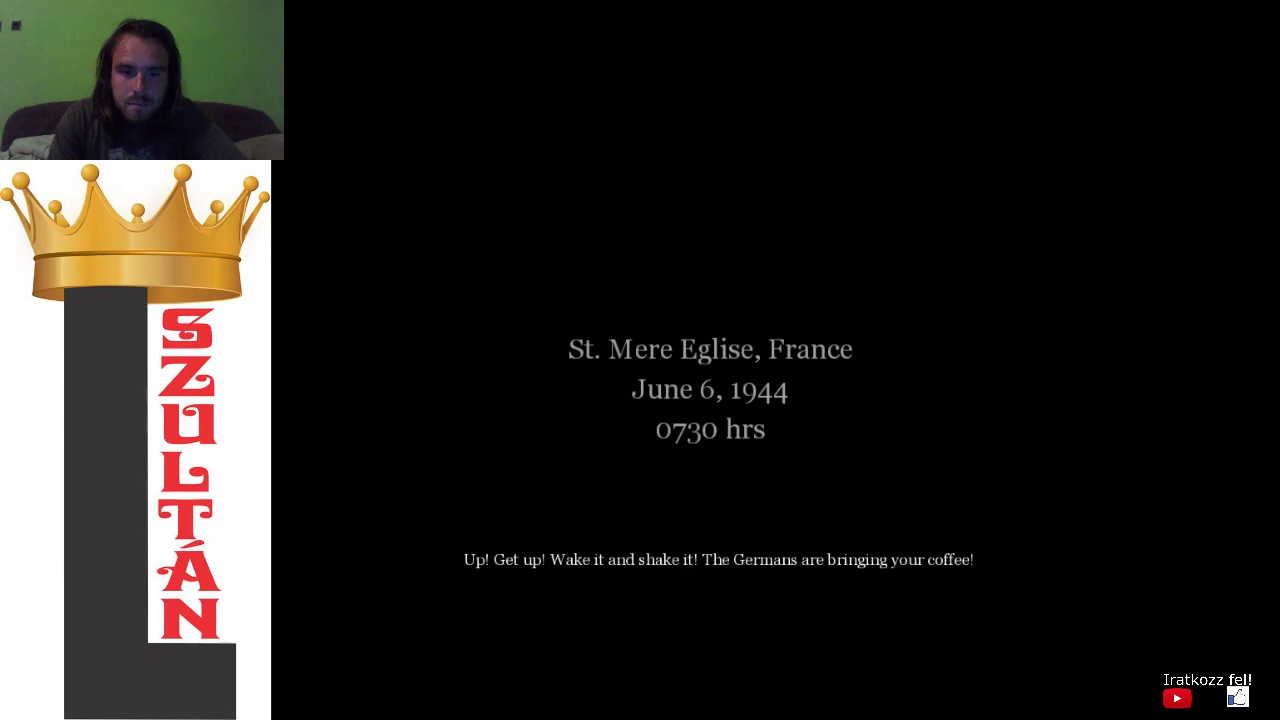 L
SZULTÁN
St. Mere Eglise, France
June 6, 1944
0730 hrs
Up! Get up! Wake it and shake it! The Germans are bringing your coffee!
Iratkozz fel!